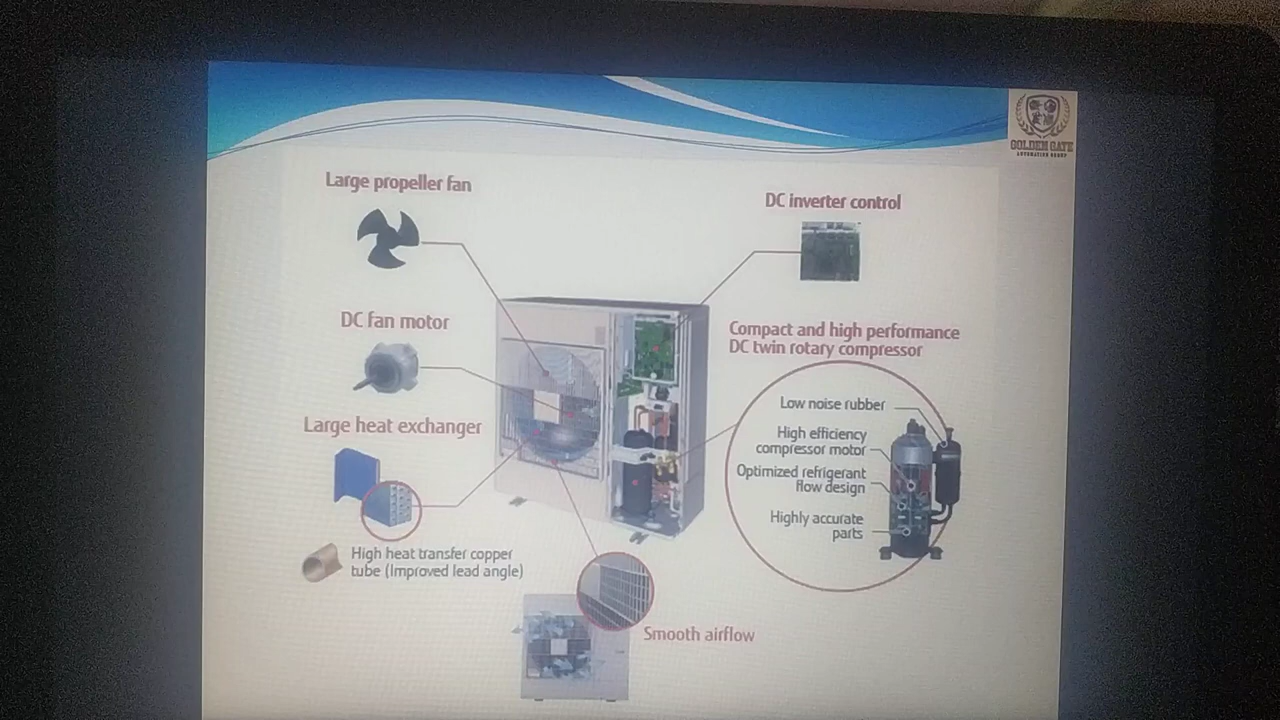 GOLDEN GATE
AUTOMATION GROUP
Large propeller fan
DC inverter control
DC fan motor
Compact and high performance
DC twin rotary compressor
Large heat exchanger
Low noise rubber
High efficiency
compressor motor
Optimized refrigerant
flow design
Highly accurate
parts
High heat transfer copper
tube (Improved lead angle)
Smooth airflow